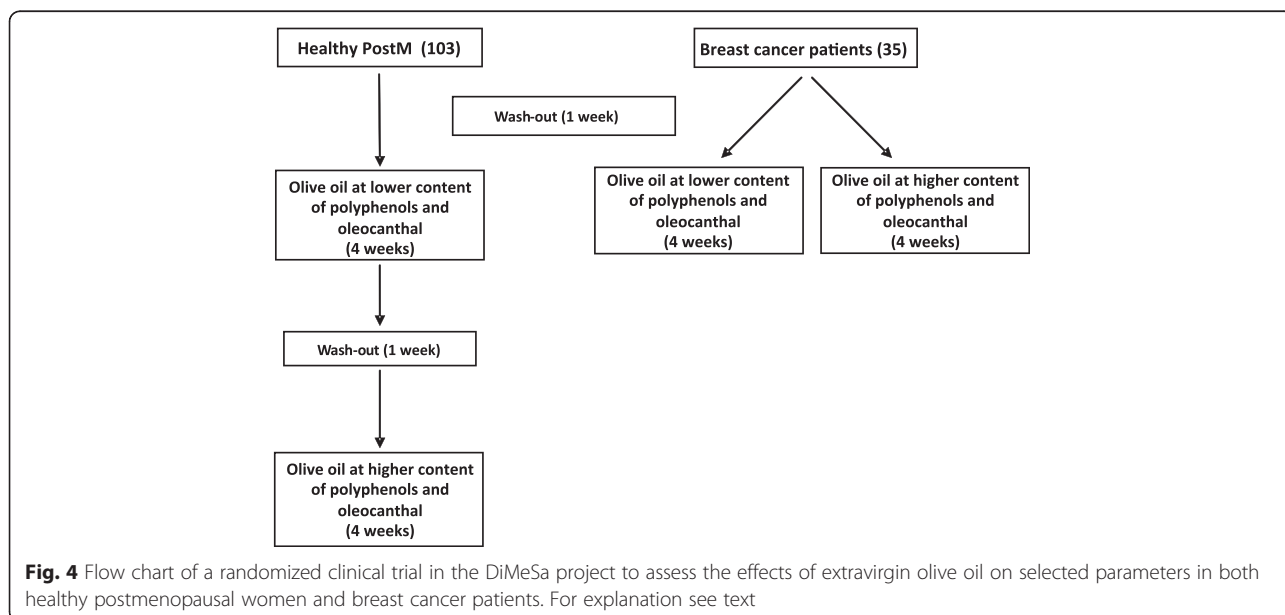 Healthy PostM (103)
Breast cancer patients (35)
Wash-out (1 week)
Olive oil at lower content
of polyphenols and
oleocanthal
(4 weeks)
Olive oil at lower content
of polyphenols and
oleocanthal
(4 weeks)
Olive oil at higher content
of polyphenols and
oleocanthal
(4 weeks)
Wash-out (1 week)
Olive oil at higher content
of polyphenols and
oleocanthal
(4 weeks)
Fig. 4 Flow chart of a randomized clinical trial in the DiMeSa project to assess the effects of extravirgin olive oil on selected parameters in both
healthy postmenopausal women and breast cancer patients. For explanation see text